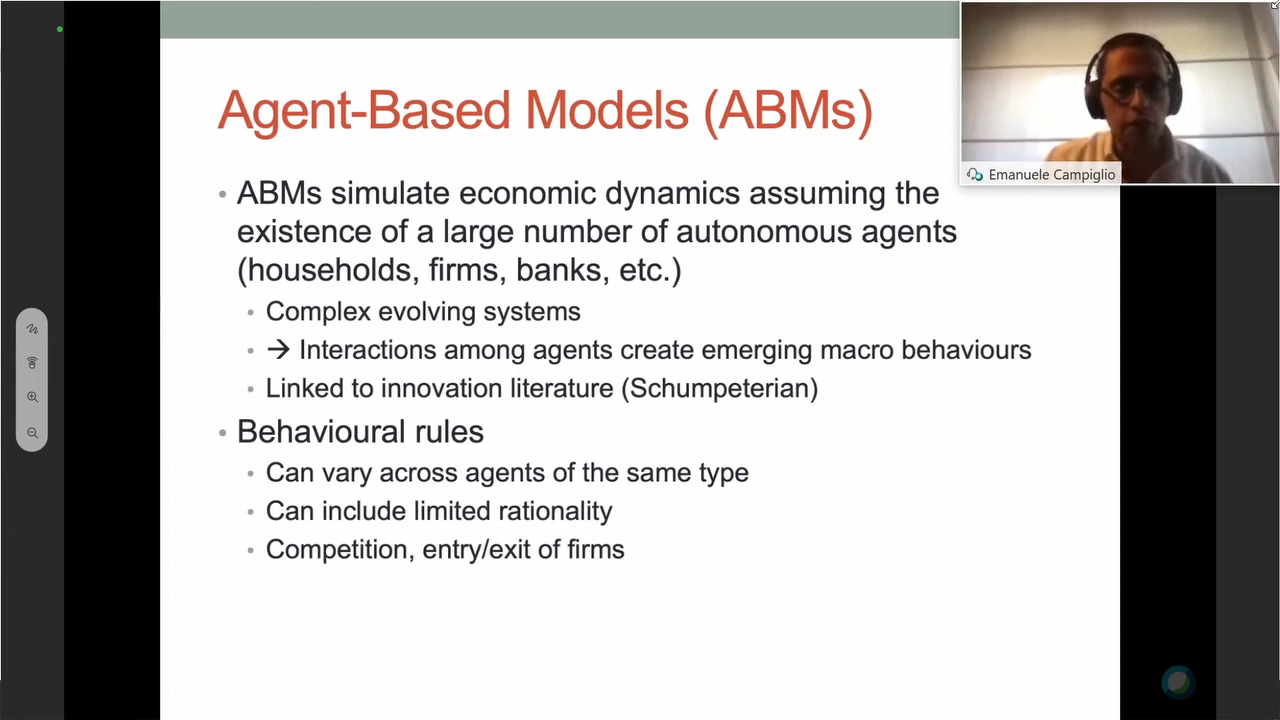 Agent-Based Models (ABMs)
• ABMs simulate economic dynamics assuming the
existence of a large number of autonomous agents
(households, firms, banks, etc.)
• Complex evolving systems
• → Interactions among agents create emerging macro behaviours
• Linked to innovation literature (Schumpeterian)
• Behavioural rules
• Can vary across agents of the same type
• Can include limited rationality
• Competition, entry/exit of firms
Emanuele Campiglio